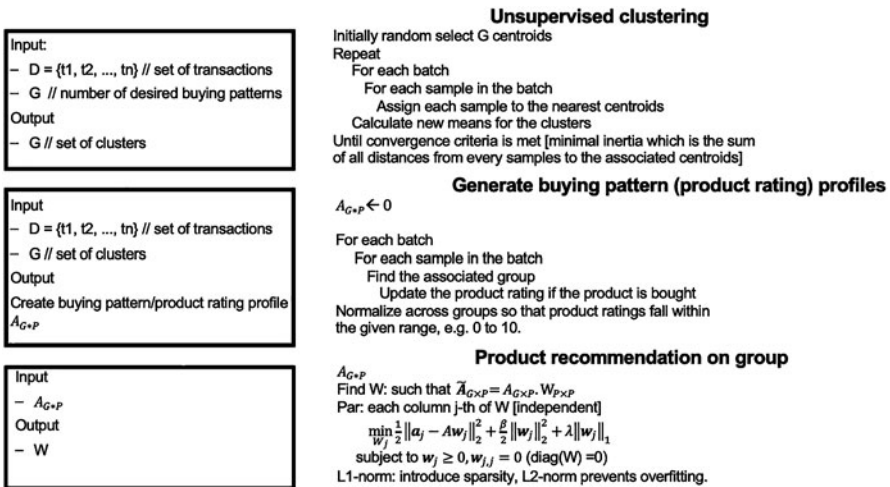 Unsupervised clustering
Input:
– D = {t1, t2, ..., tn} // set of transactions
– G // number of desired buying patterns
Output
– G // set of clusters
Initially random select G centroids
Repeat
For each batch
For each sample in the batch
Assign each sample to the nearest centroids
Calculate new means for the clusters
Until convergence criteria is met [minimal inertia which is the sum
of all distances from every samples to the associated centroids]
Generate buying pattern (product rating) profiles
Input
– D = {t1, t2, ..., tn} // set of transactions
– G // set of clusters
Output
Create buying pattern/product rating profile
A_{G*P}
A_{G*P} ← 0
For each batch
For each sample in the batch
Find the associated group
Update the product rating if the product is bought
Normalize across groups so that product ratings fall within
the given range, e.g. 0 to 10.
Product recommendation on group
Input
– A_{G*P}
Output
– W
A_{G*P}
Find W: such that Ã_{G×P} = A_{G×P}.W_{P×P}
Par: each column j-th of W [independent]
min_{W_j} 1/2 ||a_j − Aw_j||_2^2 + β/2 ||w_j||_2^2 + λ||w_j||_1
subject to w_j ≥ 0, w_{j,j} = 0 (diag(W) =0)
L1-norm: introduce sparsity, L2-norm prevents overfitting.